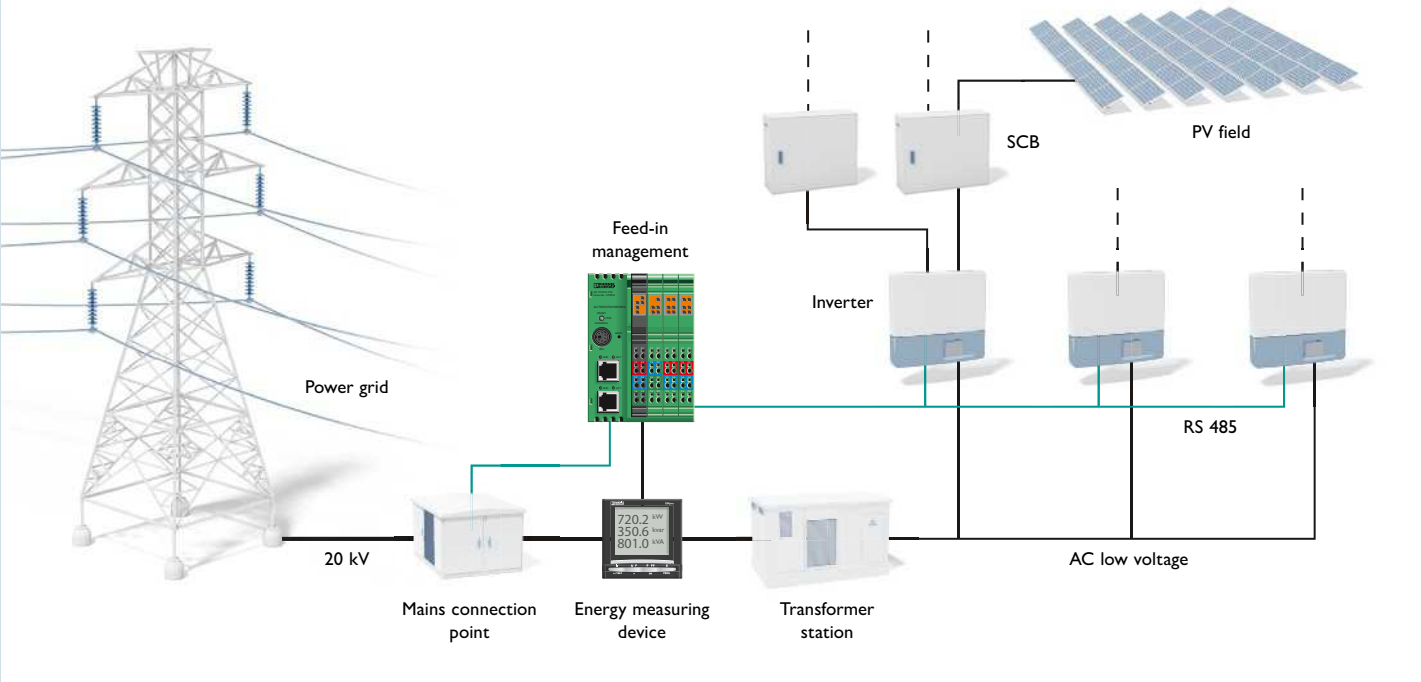 PV field
SCB
Feed-in
management
Inverter
Power grid
RS 485
720.2 kW
350.6 kvar
801.0 kVA
20 kV
AC low voltage
Mains connection
point
Energy measuring
device
Transformer
station